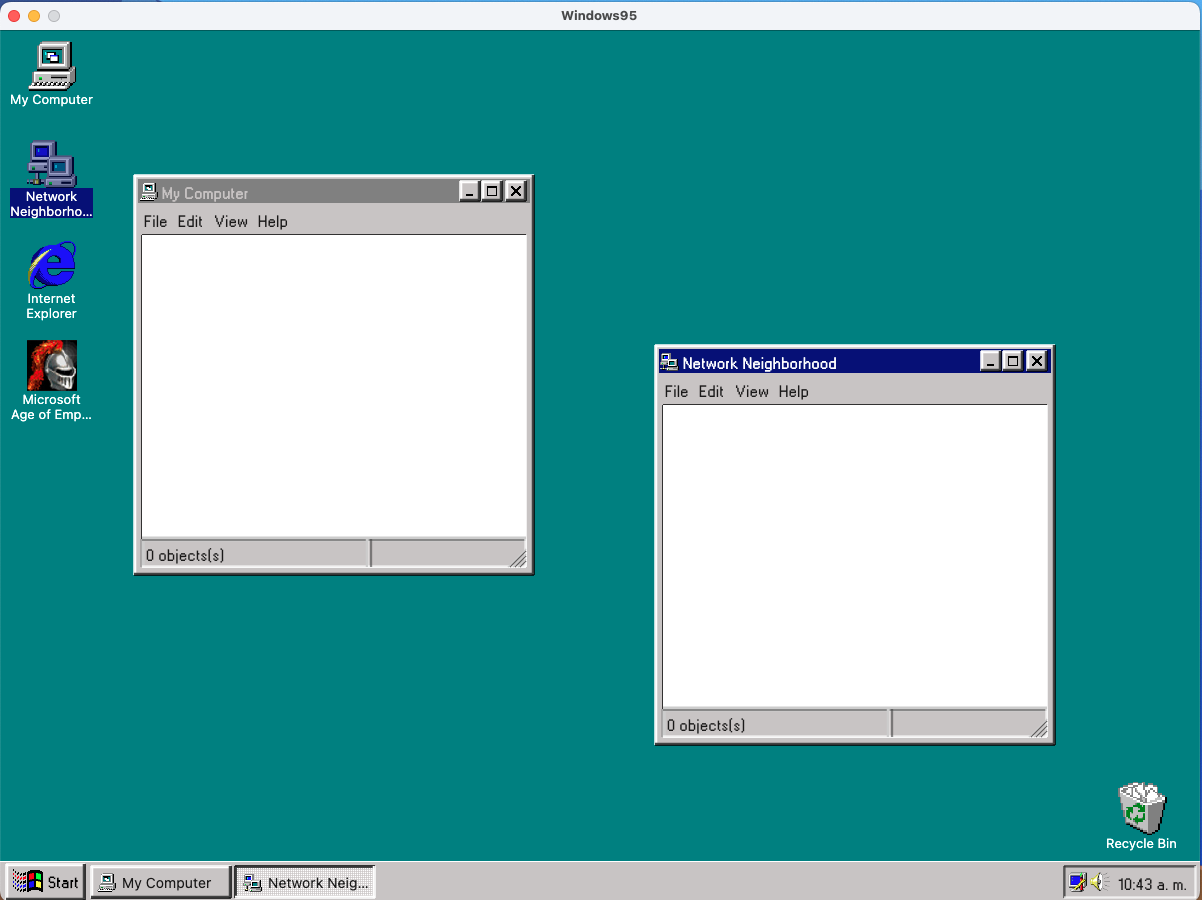 Windows95
My Computer
Network
Neighborho...
Internet
Explorer
Microsoft
Age of Emp...
My Computer
File Edit View Help
0 objects(s)
Network Neighborhood
File Edit View Help
0 objects(s)
Recycle Bin
Start
My Computer
Network Neig...
10:43 a. m.